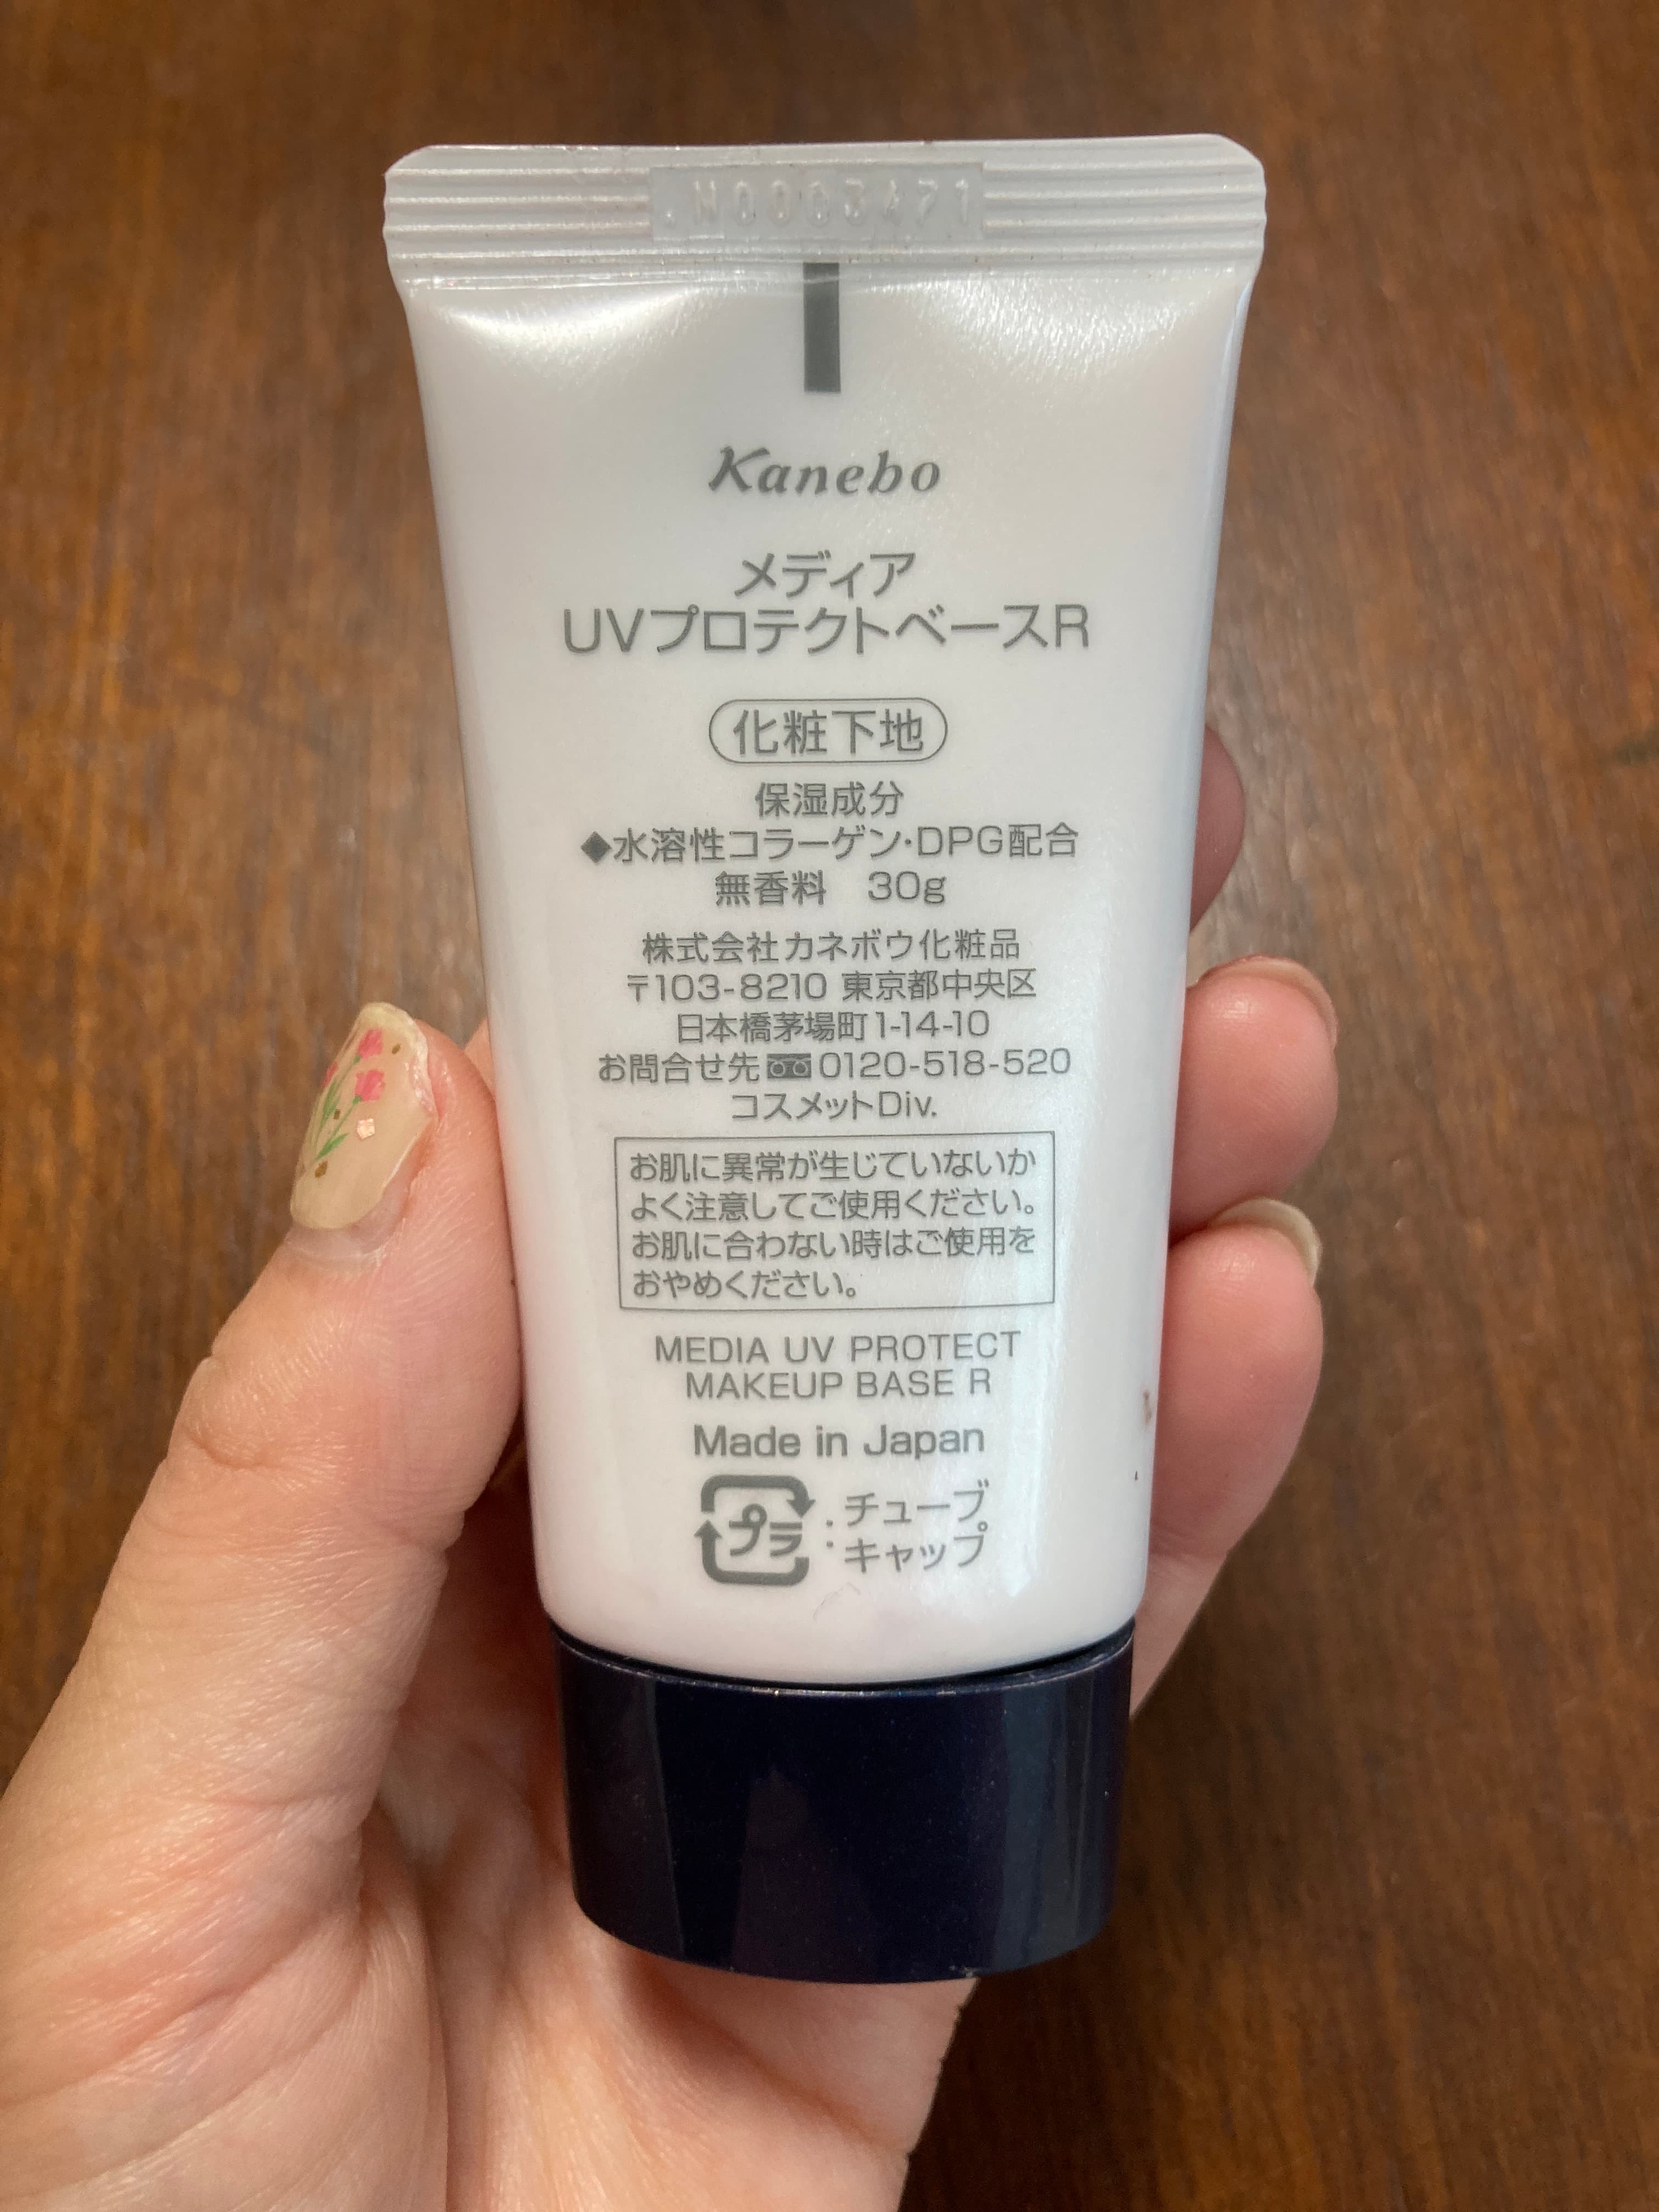 Kanebo
メディア
UVプロテクトベースR
化粧下地
保湿成分
◆水溶性コラーゲン・DPG配合
無香料　30g
株式会社カネボウ化粧品
〒103-8210 東京都中央区
日本橋茅場町1-14-10
お問合せ先 0120-518-520
コスメットDiv.
お肌に異常が生じていないか
よく注意してご使用ください。
お肌に合わない時はご使用を
おやめください。
MEDIA UV PROTECT
MAKEUP BASE R
Made in Japan
プラ : チューブ
: キャップ